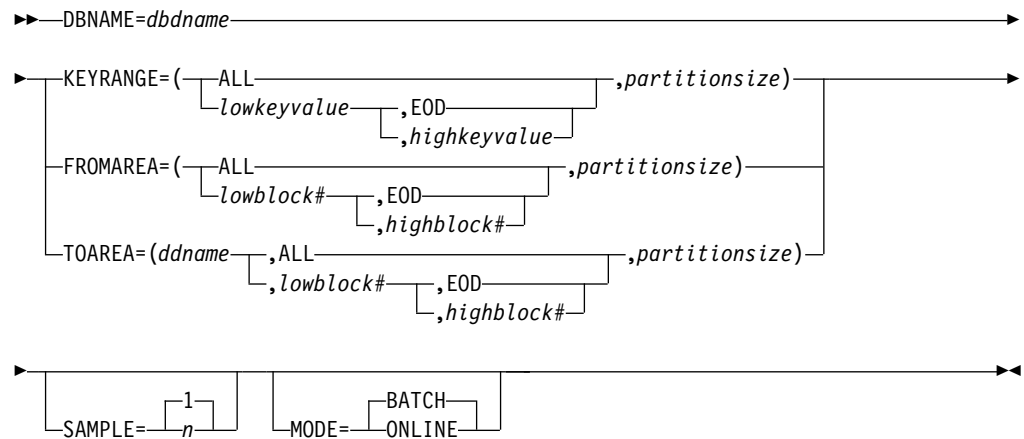 DBNAME=dbdname
KEYRANGE=( ALL ,partitionsize)
lowkeyvalue ,EOD
,highkeyvalue
FROMAREA=( ALL ,partitionsize)
lowblock# ,EOD
,highblock#
TOAREA=(ddname ,ALL ,partitionsize)
,lowblock# ,EOD
,highblock#
1 BATCH
SAMPLE= n MODE= ONLINE